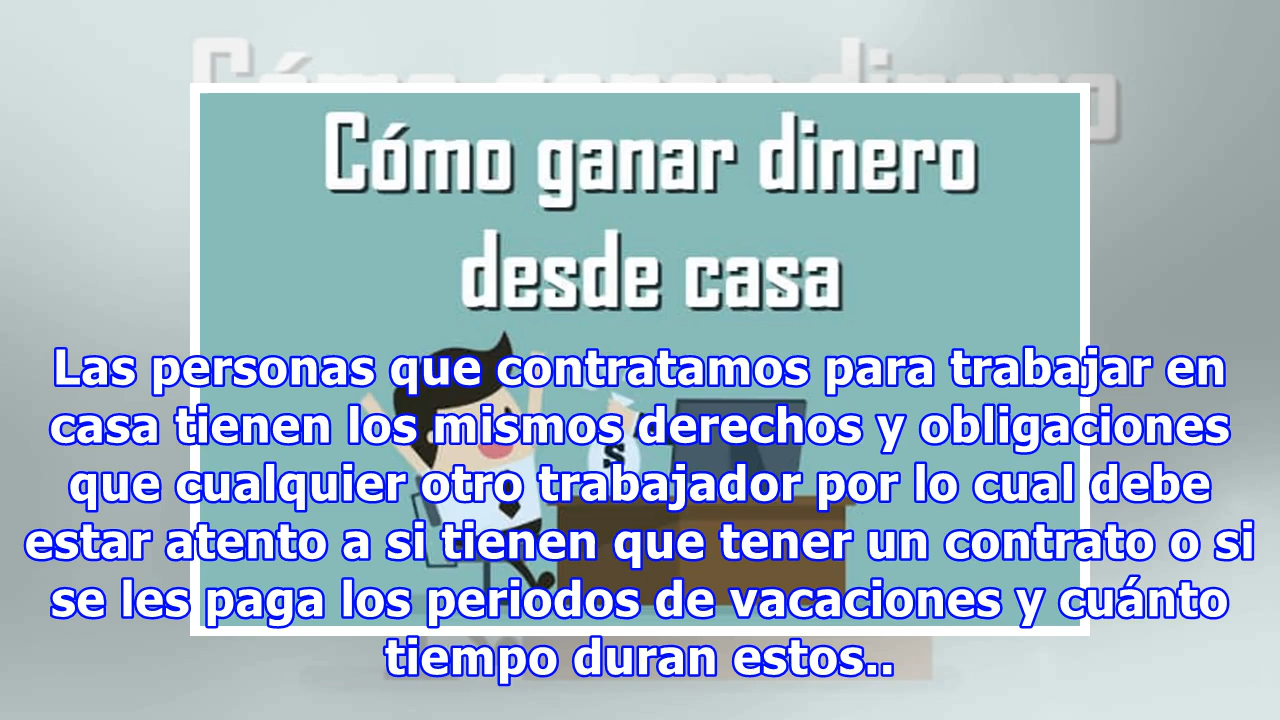 Cómo ganar dinero
desde casa
Las personas que contratamos para trabajar en
casa tienen los mismos derechos y obligaciones
que cualquier otro trabajador por lo cual debe
estar atento a si tienen que tener un contrato o si
se les paga los periodos de vacaciones y cuánto
tiempo duran estos..
$